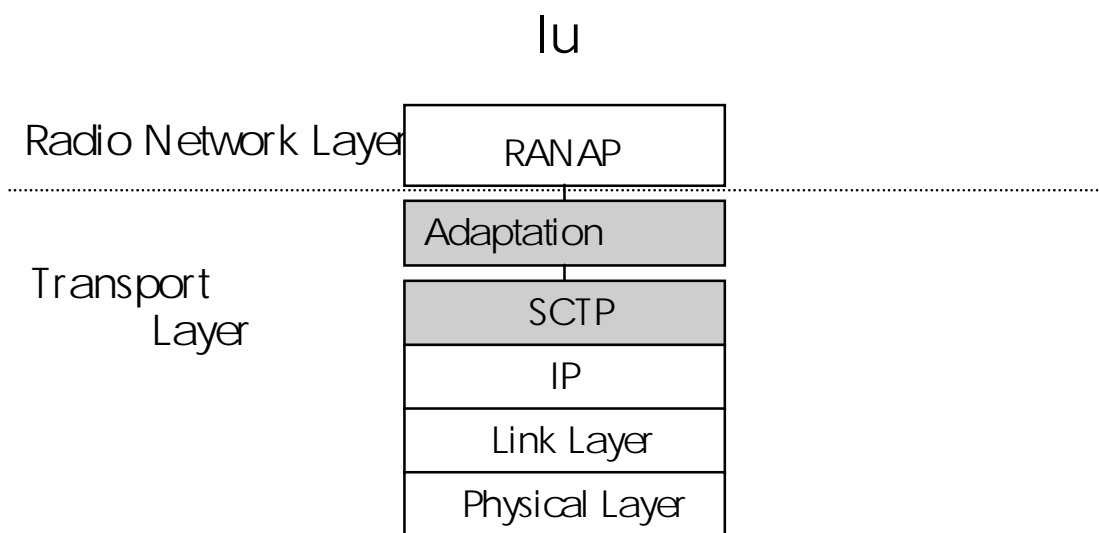 Iu
Radio Network Layer
RANAP
Adaptation
Transport
Layer
SCTP
IP
Link Layer
Physical Layer